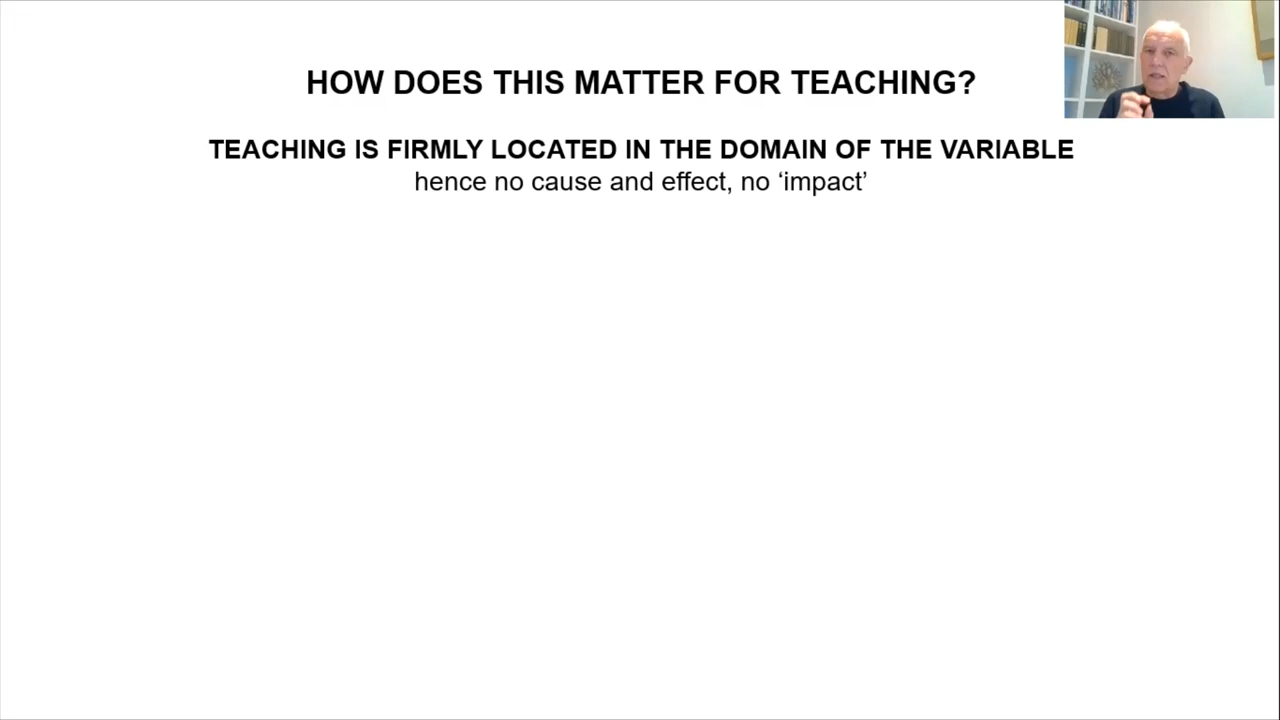 HOW DOES THIS MATTER FOR TEACHING?
TEACHING IS FIRMLY LOCATED IN THE DOMAIN OF THE VARIABLE
hence no cause and effect, no ‘impact’